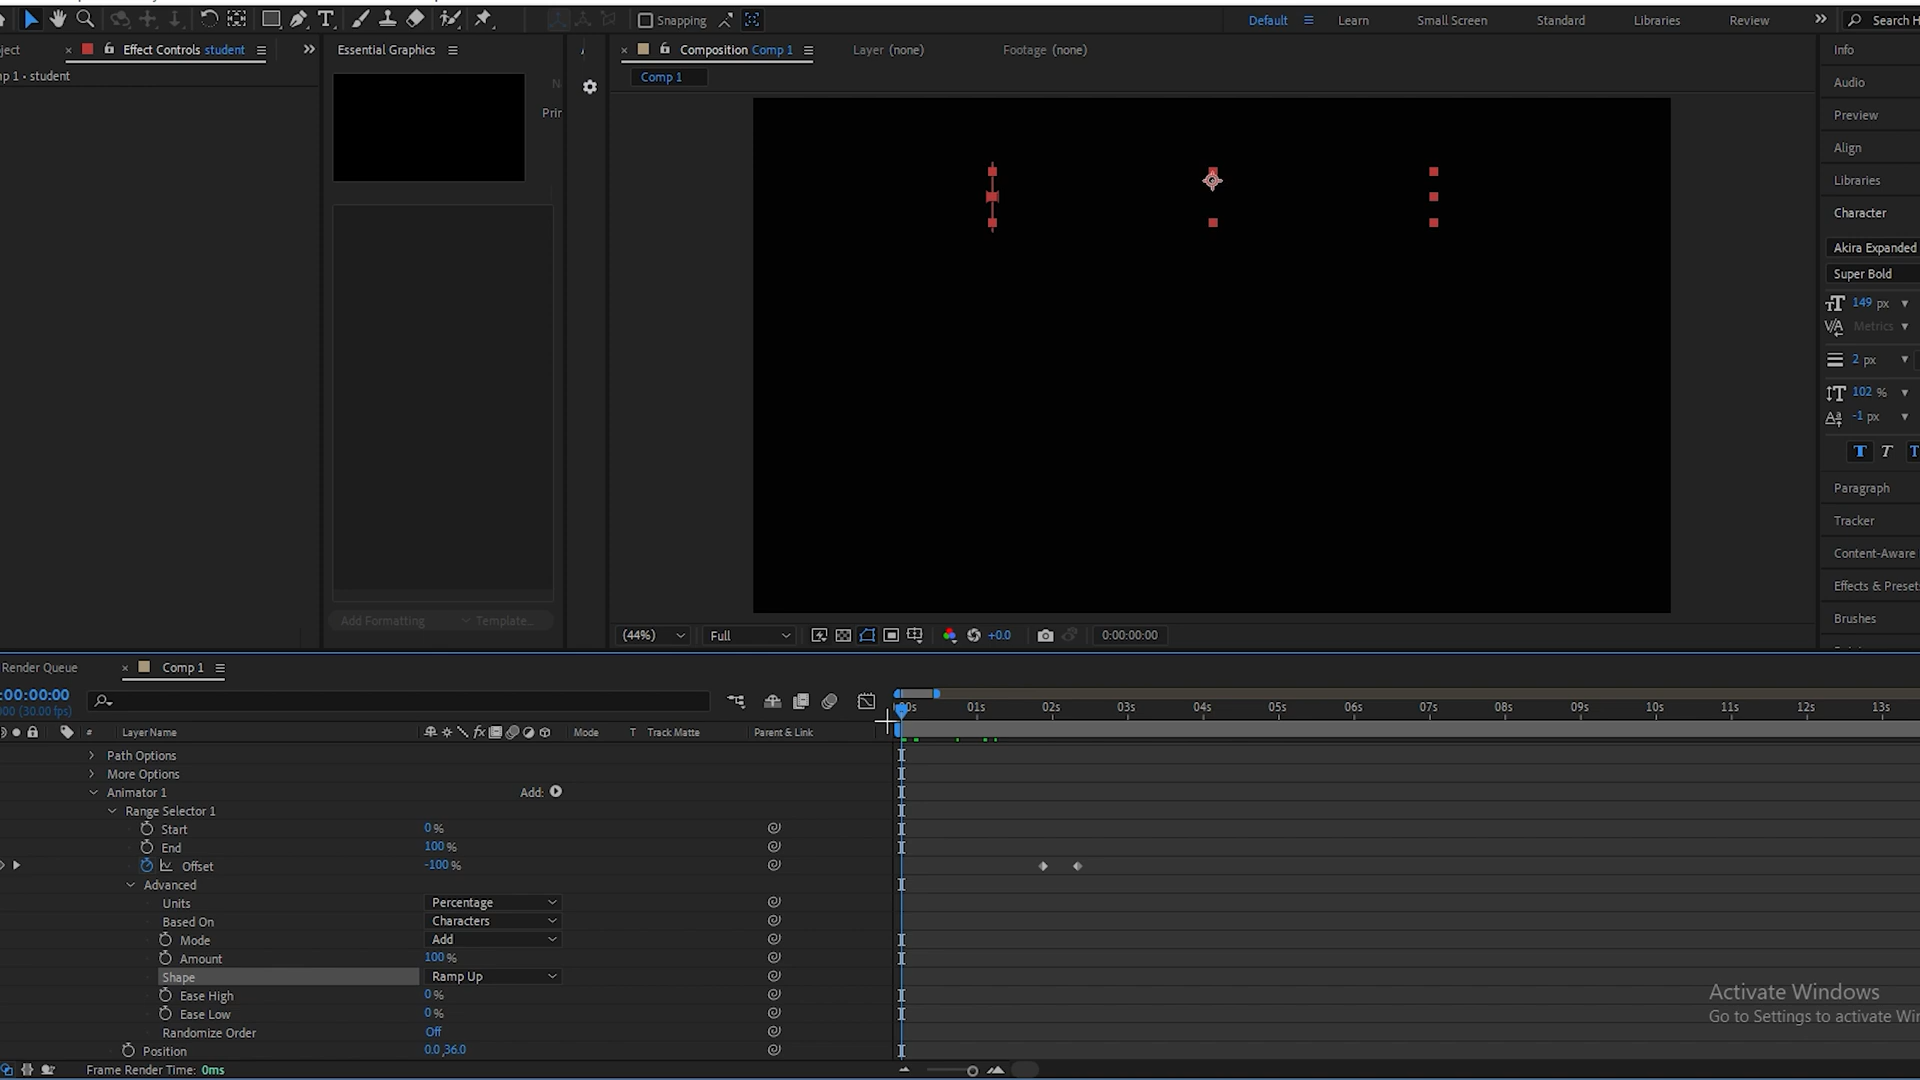 Snapping
Default
Learn
Small Screen
Standard
Libraries
Review
Search H
ject
Effect Controls student
Essential Graphics
Composition Comp 1
Layer (none)
Footage (none)
Info
mp 1 • student
Comp 1
Audio
Prin
Preview
Align
Libraries
Character
Akira Expanded
Super Bold
149 px
Metrics
2 px
102 %
-1 px
Paragraph
Tracker
Content-Aware
Effects & Preset
Brushes
Add Formatting
Template...
(44%)
Full
+0.0
0:00:00:00
Render Queue
Comp 1
:00:00:00
000 (30.00 fps)
00s 01s 02s 03s 04s 05s 06s 07s 08s 09s 10s 11s 12s 13s
# Layer Name
Mode
T Track Matte
Parent & Link
Path Options
More Options
Animator 1
Add:
Range Selector 1
Start 0 %
End 100 %
Offset -100 %
Advanced
Units Percentage
Based On Characters
Mode Add
Amount 100 %
Shape Ramp Up
Ease High 0 %
Ease Low 0 %
Randomize Order Off
Position 0.0,36.0
Activate Windows
Go to Settings to activate Wi
Frame Render Time: 0ms